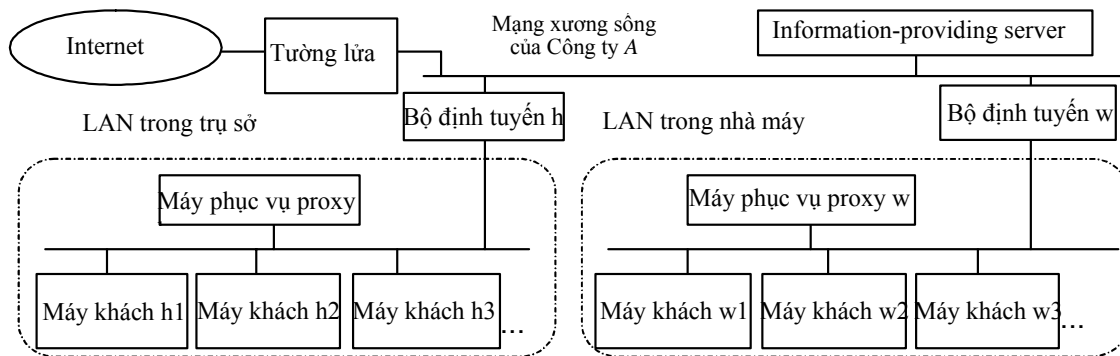 Internet
Tường lửa
Mạng xương sống
của Công ty A
Information-providing server
LAN trong trụ sở
Bộ định tuyến h
LAN trong nhà máy
Bộ định tuyến w
Máy phục vụ proxy
Máy phục vụ proxy w
Máy khách h1
Máy khách h2
Máy khách h3
...
Máy khách w1
Máy khách w2
Máy khách w3
...